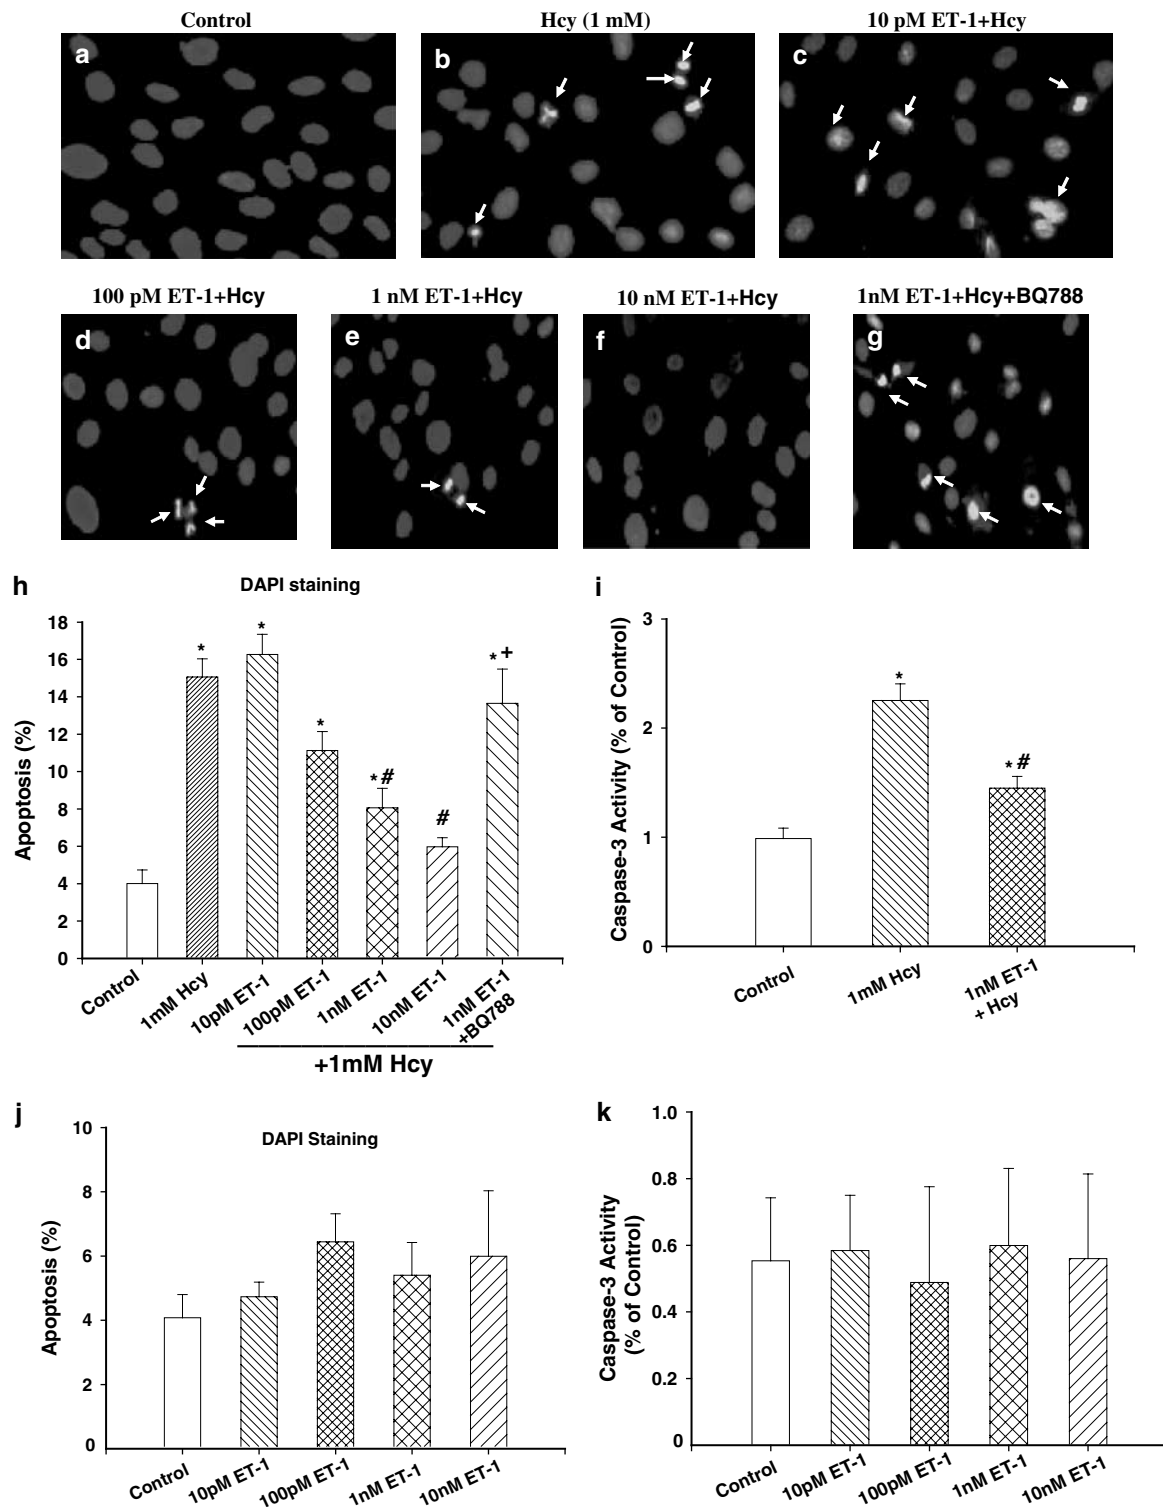 Control
Hcy (1 mM)
10 pM ET-1+Hcy
a
b
c
100 pM ET-1+Hcy
1 nM ET-1+Hcy
10 nM ET-1+Hcy
1nM ET-1+Hcy+BQ788
d
e
f
g
h
DAPI staining
18
16
14
12
10
8
6
4
2
0
Apoptosis (%)
*
*
*
* #
#
* +
Control
1mM Hcy
10pM ET-1
100pM ET-1
1nM ET-1
10nM ET-1
1nM ET-1
+BQ788
+1mM Hcy
i
3
2
1
0
Caspase-3 Activity (% of Control)
*
* #
Control
1mM Hcy
1nM ET-1
+ Hcy
j
DAPI Staining
10
8
6
4
2
0
Apoptosis (%)
Control
10pM ET-1
100pM ET-1
1nM ET-1
10nM ET-1
k
1.0
0.8
0.6
0.4
0.2
0
Caspase-3 Activity
(% of Control)
Control
10pM ET-1
100pM ET-1
1nM ET-1
10nM ET-1